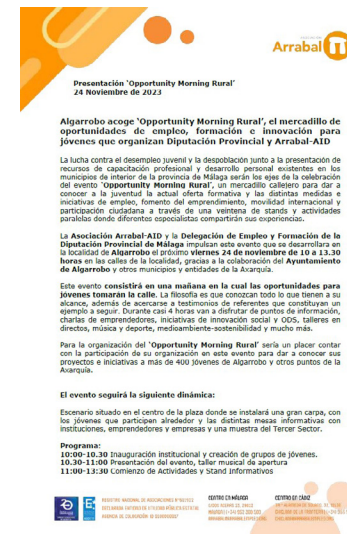 Arrabal
Presentación 'Opportunity Morning Rural'
24 Noviembre de 2023
Algarrobo acoge 'Opportunity Morning Rural', el mercadillo de
oportunidades de empleo, formación e innovación para
jóvenes que organizan Diputación Provincial y Arrabal-AID
La lucha contra el desempleo juvenil y la despoblación junto a la presentación de
recursos de capacitación profesional y desarrollo personal existentes en los
municipios de interior de la provincia de Málaga serán los ejes de la celebración
del evento 'Opportunity Morning Rural', un mercadillo callejero para dar a
conocer a la juventud la actual oferta formativa y las distintas medidas e
iniciativas de empleo, fomento del emprendimiento, movilidad internacional y
participación ciudadana a través de una veintena de stands y actividades
paralelas donde diferentes especialistas compartirán sus experiencias.
La Asociación Arrabal-AID y la Delegación de Empleo y Formación de la
Diputación Provincial de Málaga impulsan este evento que se desarrollara en
la localidad de Algarrobo el próximo viernes 24 de noviembre de 10 a 13.30
horas en las calles de la localidad, gracias a la colaboración del Ayuntamiento
de Algarrobo y otros municipios y entidades de la Axarquía.
Este evento consistirá en una mañana en la cual las oportunidades para
jóvenes tomarán la calle. La filosofía es que conozcan todo lo que tienen a su
alcance, además de acercarse a testimonios de referentes que constituyan un
ejemplo a seguir. Durante casi 4 horas van a disfrutar de puntos de información,
charlas de emprendedores, iniciativas de innovación social y ODS, talleres en
directos, música y deporte, medioambiente-sostenibilidad y mucho más.
Para la organización del 'Opportunity Morning Rural' sería un placer contar
con la participación de su organización en este evento para dar a conocer sus
proyectos e iniciativas a más de 400 jóvenes de Algarrobo y otros puntos de la
Axarquía.
El evento seguirá la siguiente dinámica:
Escenario situado en el centro de la plaza donde se instalará una gran carpa, con
los jóvenes que participen alrededor y las distintas mesas informativas con
instituciones, emprendedores y empresas y una muestra del Tercer Sector.
Programa:
10:00-10.30 Inauguración institucional y creación de grupos de jóvenes.
10.30-11:00 Presentación del evento, taller musical de apertura
11:00-13:30 Comienzo de Actividades y Stand Informativos
CENTRO EN MÁLAGA
CENTRO EN CÁDIZ